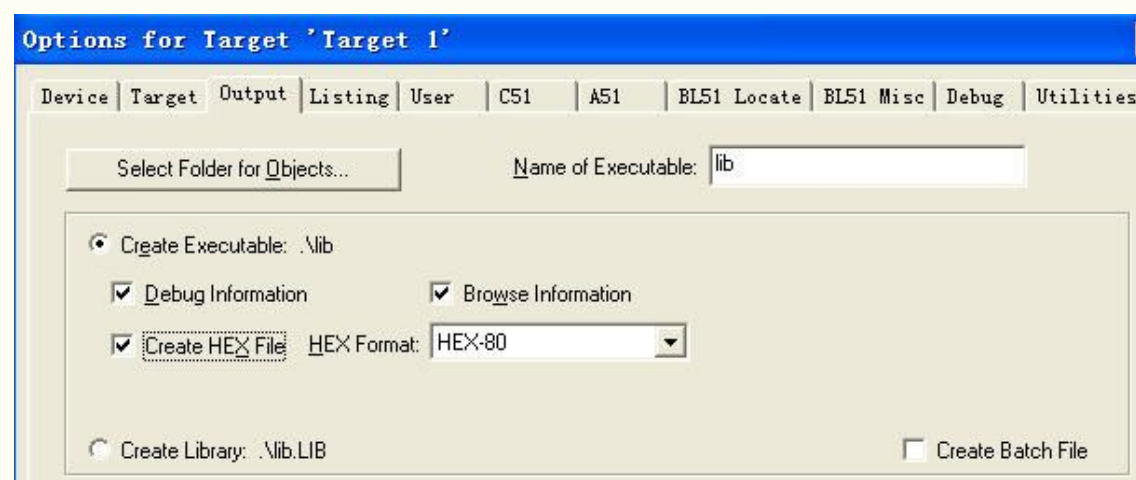 Options for Target 'Target 1'
Device Target Output Listing User C51 A51 BL51 Locate BL51 Misc Debug Utilities
Select Folder for Objects... Name of Executable: lib
Create Executable: .\lib
Debug Information Browse Information
Create HEX File HEX Format: HEX-80
Create Library: .\lib.LIB Create Batch File